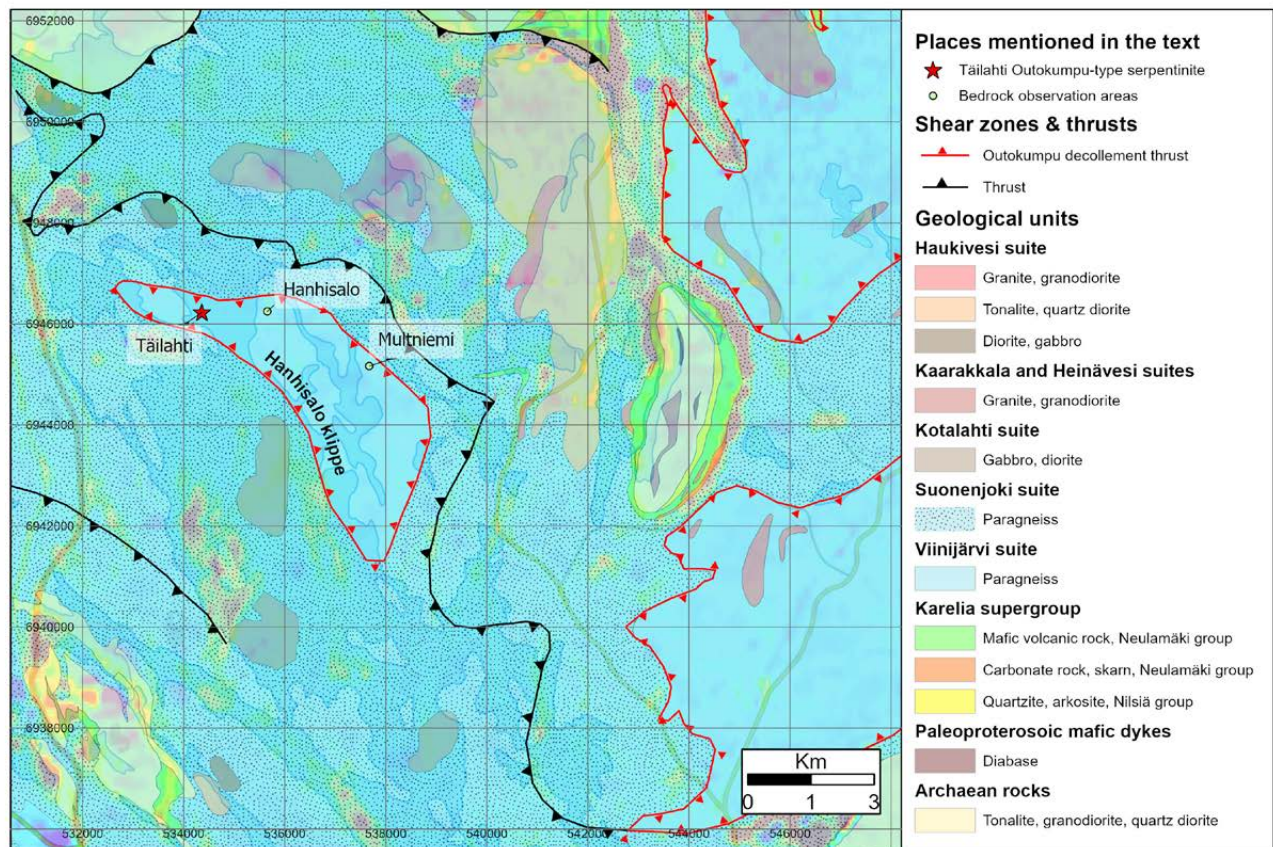 6952000
6950000
6948000
6946000
6944000
6942000
6940000
6938000
532000
534000
536000
538000
540000
542000
544000
546000
Hanhisalo
Täilahti
Multniemi
Hanhisalo klippe
Km
0 1 3
Places mentioned in the text
Täilahti Outokumpu-type serpentinite
Bedrock observation areas
Shear zones & thrusts
Outokumpu decollement thrust
Thrust
Geological units
Haukivesi suite
Granite, granodiorite
Tonalite, quartz diorite
Diorite, gabbro
Kaarakkala and Heinävesi suites
Granite, granodiorite
Kotalahti suite
Gabbro, diorite
Suonenjoki suite
Paragneiss
Viinijärvi suite
Paragneiss
Karelia supergroup
Mafic volcanic rock, Neulamäki group
Carbonate rock, skarn, Neulamäki group
Quartzite, arkosite, Nilsiä group
Paleoproterosoic mafic dykes
Diabase
Archaean rocks
Tonalite, granodiorite, quartz diorite